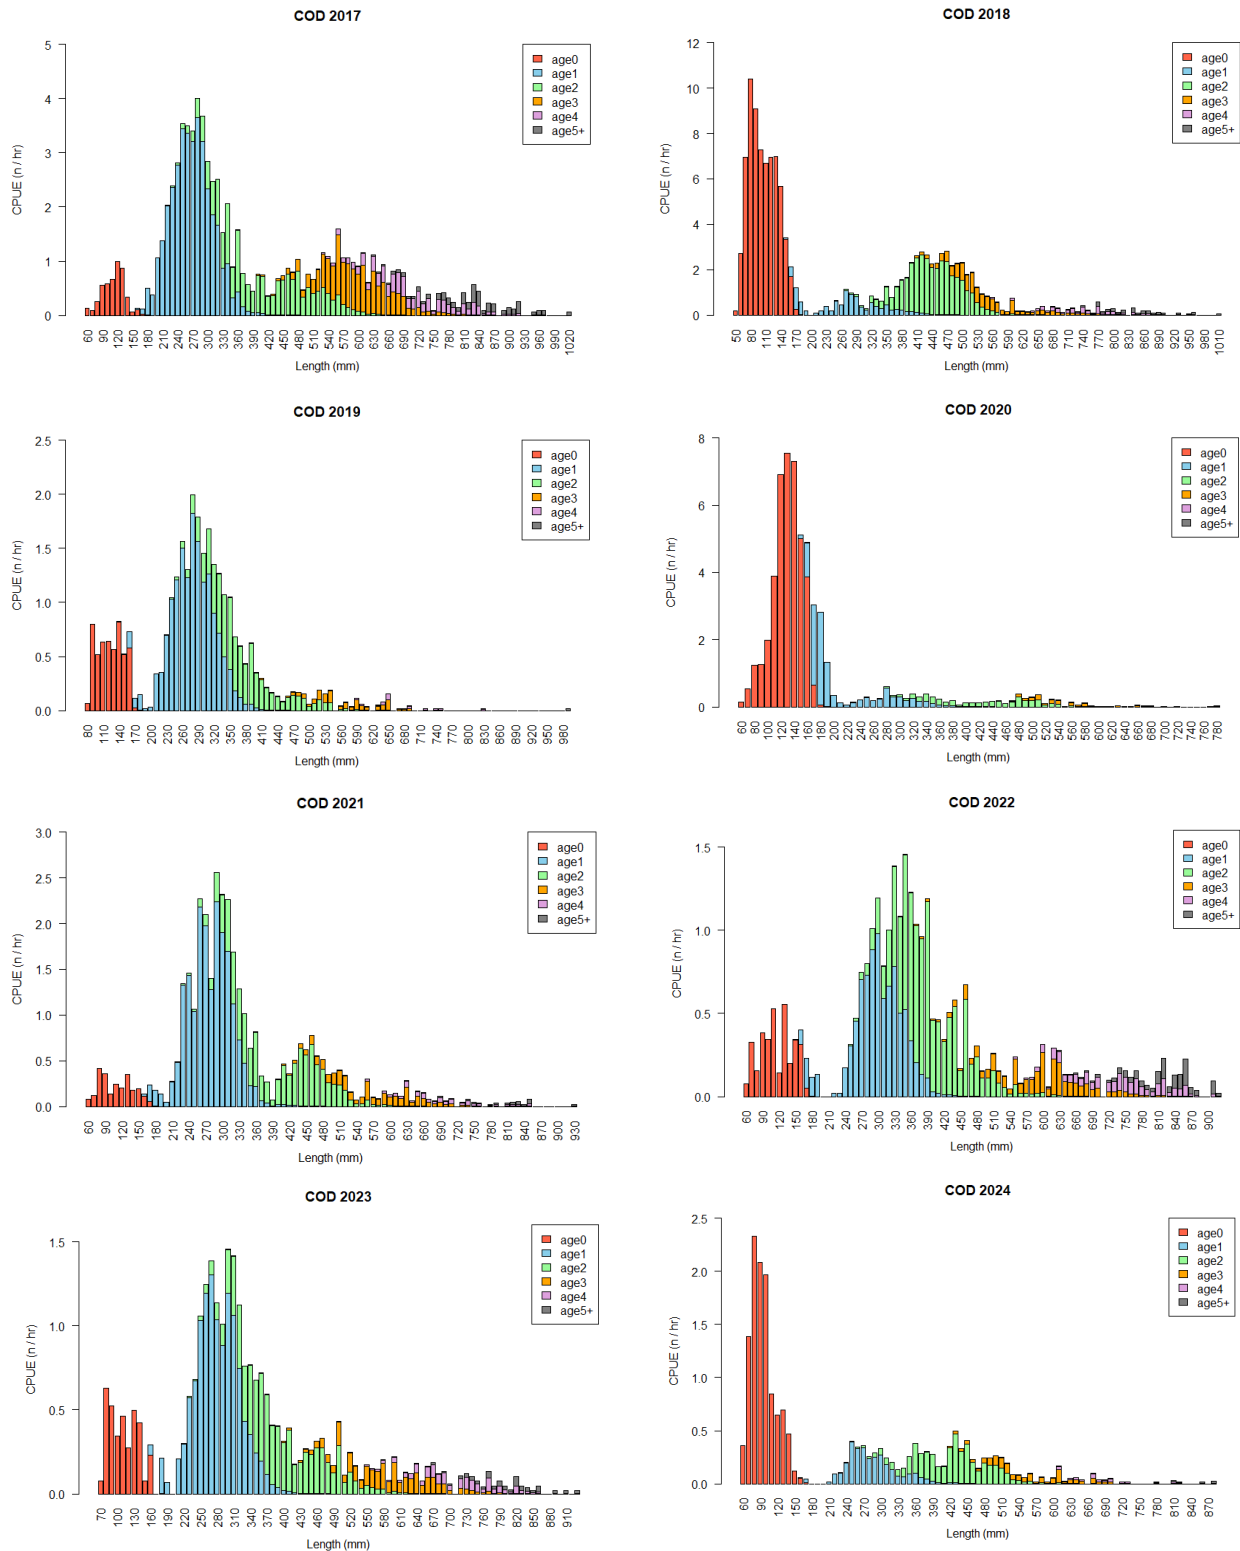 COD 2017
CPUE (n / hr)
5
4
3
2
1
0
age0
age1
age2
age3
age4
age5+
60 90 120 150 180 210 240 270 300 330 360 390 420 450 480 510 540 570 600 630 660 690 720 750 780 810 840 870 900 930 960 990 1020
Length (mm)
COD 2018
CPUE (n / hr)
12
10
8
6
4
2
0
age0
age1
age2
age3
age4
age5+
50 80 110 140 170 200 230 260 290 320 350 380 410 440 470 500 530 560 590 620 650 680 710 740 770 800 830 860 890 920 950 980 1010
Length (mm)
COD 2019
CPUE (n / hr)
2.5
2.0
1.5
1.0
0.5
0.0
age0
age1
age2
age3
age4
age5+
80 110 140 170 200 230 260 290 320 350 380 410 440 470 500 530 560 590 620 650 680 710 740 770 800 830 860 890 920 950 980
Length (mm)
COD 2020
CPUE (n / hr)
8
6
4
2
0
age0
age1
age2
age3
age4
age5+
60 80 100 120 140 160 180 200 220 240 260 280 300 320 340 360 380 400 420 440 460 480 500 520 540 560 580 600 620 640 660 680 700 720 740 760 780
Length (mm)
COD 2021
CPUE (n / hr)
3.0
2.5
2.0
1.5
1.0
0.5
0.0
age0
age1
age2
age3
age4
age5+
60 90 120 150 180 210 240 270 300 330 360 390 420 450 480 510 540 570 600 630 660 690 720 750 780 810 840 870 900 930
Length (mm)
COD 2022
CPUE (n / hr)
1.5
1.0
0.5
0.0
age0
age1
age2
age3
age4
age5+
60 90 120 150 180 210 240 270 300 330 360 390 420 450 480 510 540 570 600 630 660 690 720 750 780 810 840 870 900
Length (mm)
COD 2023
CPUE (n / hr)
1.5
1.0
0.5
0.0
age0
age1
age2
age3
age4
age5+
70 100 130 160 190 220 250 280 310 340 370 400 430 460 490 520 550 580 610 640 670 700 730 760 790 820 850 880 910
Length (mm)
COD 2024
CPUE (n / hr)
2.5
2.0
1.5
1.0
0.5
0.0
age0
age1
age2
age3
age4
age5+
60 90 120 150 180 210 240 270 300 330 360 390 420 450 480 510 540 570 600 630 660 690 720 750 780 810 840 870
Length (mm)